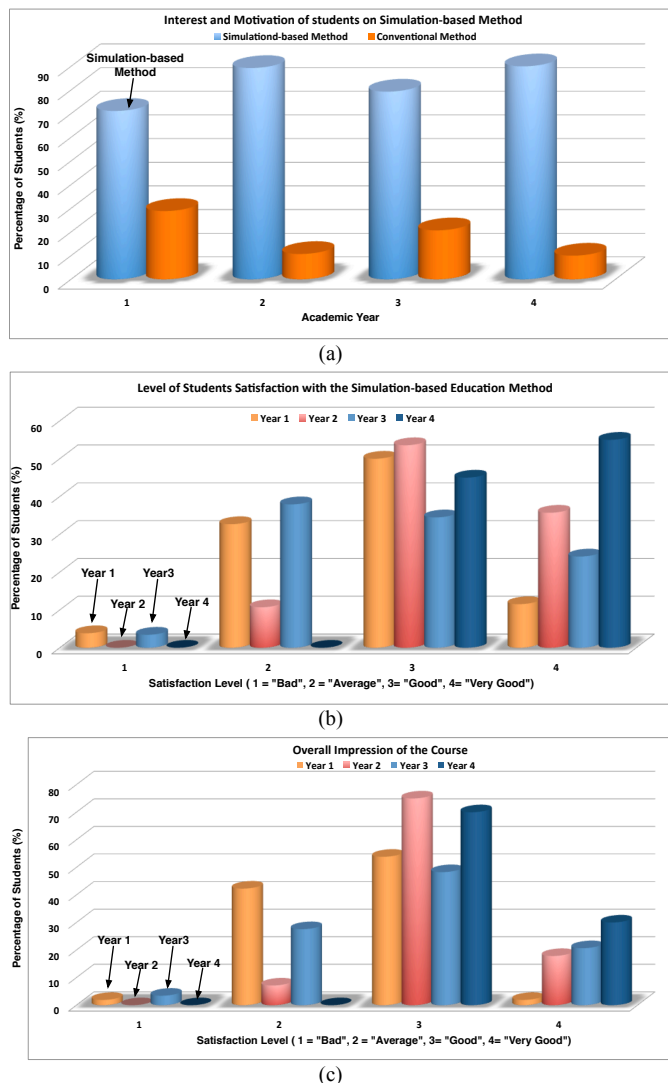 Interest and Motivation of students on Simulation-based Method
Simulationd-based Method Conventional Method
Simulation-based
Method
Percentage of Students (%)
90
80
70
60
50
40
30
20
10
0
1 2 3 4
Academic Year
(a)
Level of Students Satisfaction with the Simulation-based Education Method
Year 1 Year 2 Year 3 Year 4
Percentage of Students (%)
60
50
40
30
20
10
0
Year 1
Year 2
Year3
Year 4
1 2 3 4
Satisfaction Level ( 1 = "Bad", 2 = "Average", 3= "Good", 4= "Very Good")
(b)
Overall Impression of the Course
Year 1 Year 2 Year 3 Year 4
Percentage of Students (%)
80
70
60
50
40
30
20
10
0
Year 1
Year 2
Year3
Year 4
1 2 3 4
Satisfaction Level ( 1 = "Bad", 2 = "Average", 3= "Good", 4= "Very Good")
(c)